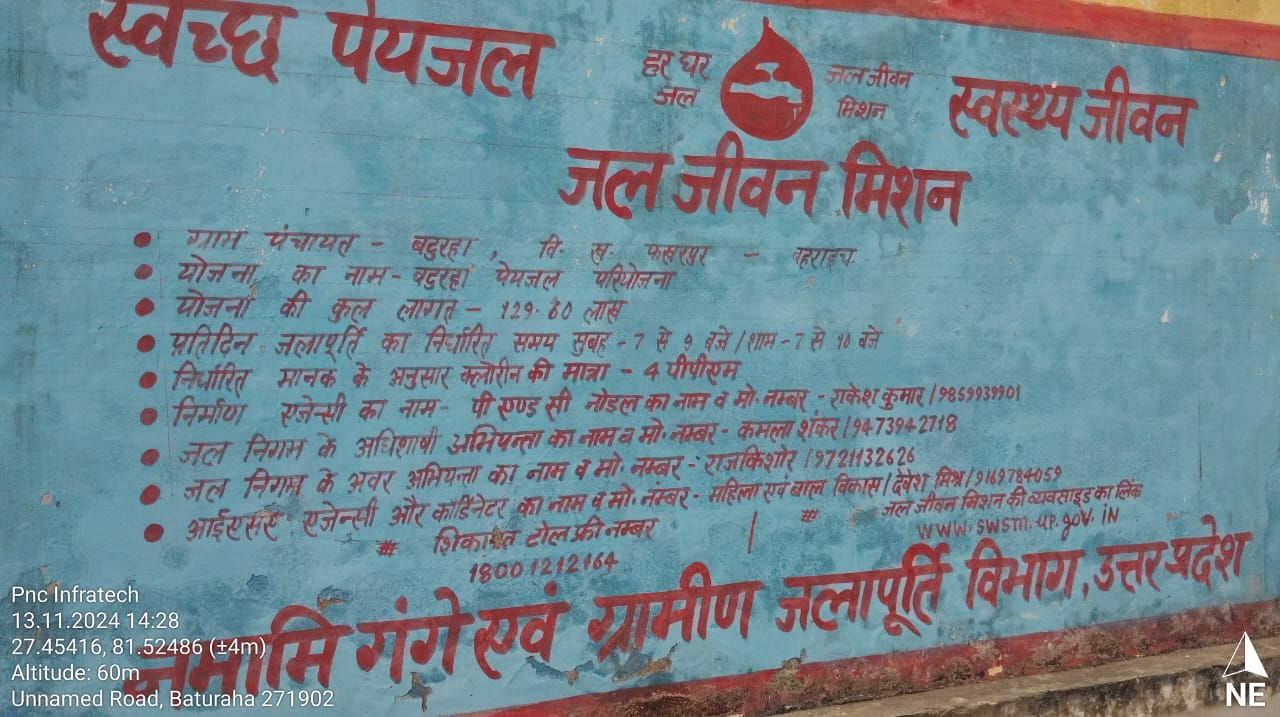 स्वच्छ पेयजल
हर घर
जल
जल जीवन
मिशन
स्वस्थ्य जीवन
जल जीवन मिशन
ग्राम पंचायत - बदुरहा, वि. ख. फखरपुर - बहराइच
योजना का नाम - बदुरहा पेयजल परियोजना
योजना की कुल लागत - 129.80 लाख
प्रतिदिन जलापूर्ति का निर्धारित समय सुबह - 7 से 9 बजे / शाम - 7 से 10 बजे
निर्धारित मानक के अनुसार क्लोरीन की मात्रा - 4 पीपीएम
निर्माण एजेन्सी का नाम - पी एण्ड सी नोडल का नाम व मो. नम्बर - राकेश कुमार / 9859939901
जल निगम के अधिशाषी अभियन्ता का नाम व मो. नम्बर - कमला शंकर / 9473942718
जल निगम के अवर अभियन्ता का नाम व मो. नम्बर - राजकिशोर / 9721132626
आईएसए एजेन्सी और कॉर्डिनेटर का नाम व मो. नम्बर - महिला एवं बाल विकास / देवेश मिश्र / 9169784059
# शिकायत टोल फ्री नम्बर
18001212164
# जल जीवन मिशन की व्यवसाइड का लिंक
www.swsm.up.gov.iN
नमामि गंगे एवं ग्रामीण जलापूर्ति विभाग, उत्तर प्रदेश
Pnc Infratech
13.11.2024 14:28
27.45416, 81.52486 (±4m)
Altitude: 60m
Unnamed Road, Baturaha 271902
NE